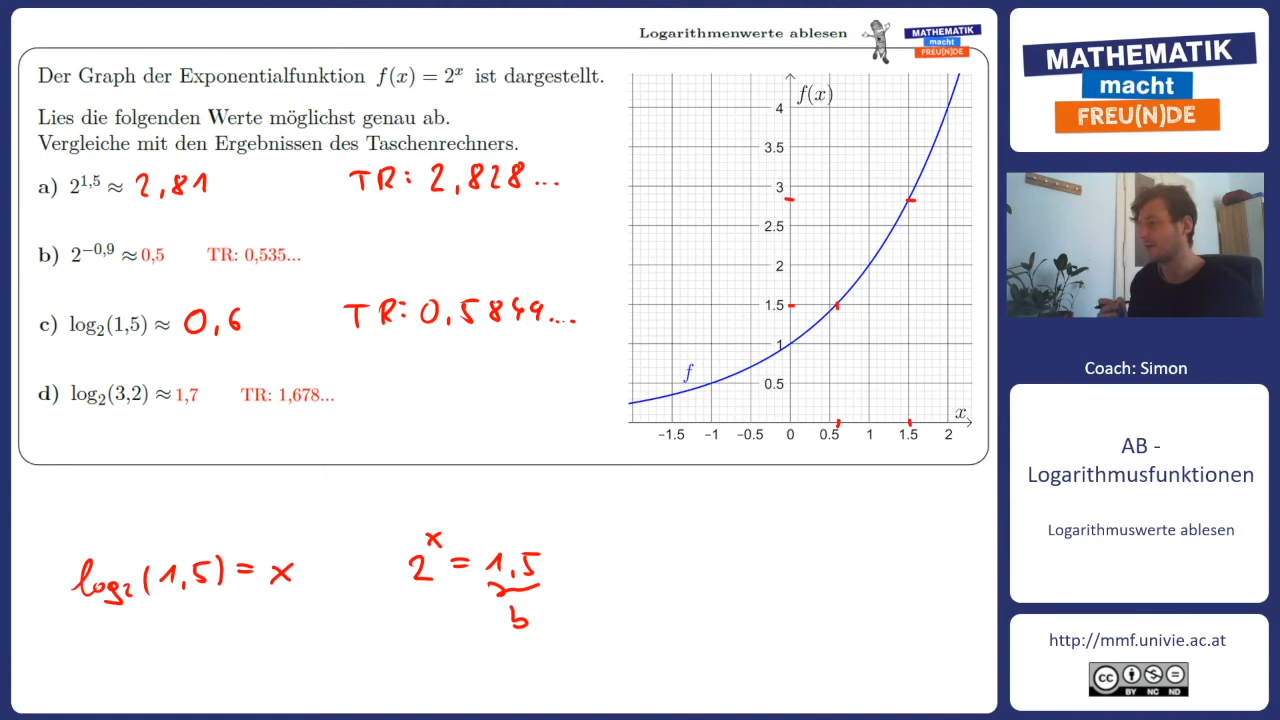 Logarithmenwerte ablesen
MATHEMATIK
macht
FREU(N)DE
Der Graph der Exponentialfunktion f(x) = 2^x ist dargestellt.
Lies die folgenden Werte möglichst genau ab.
Vergleiche mit den Ergebnissen des Taschenrechners.
a) 2^1,5 ≈ 2,81 TR: 2,828...
b) 2^−0,9 ≈ 0,5 TR: 0,535...
c) log₂(1,5) ≈ 0,6 TR: 0,5849...
d) log₂(3,2) ≈ 1,7 TR: 1,678...
f(x)
4
3.5
3
2.5
2
1.5
1
0.5
f
x
−1.5 −1 −0.5 0 0.5 1 1.5 2
log₂(1,5) = x 2^x = 1,5
b
MATHEMATIK
macht
FREU(N)DE
Coach: Simon
AB -
Logarithmusfunktionen
Logarithmuswerte ablesen
http://mmf.univie.ac.at
cc
BY NC ND